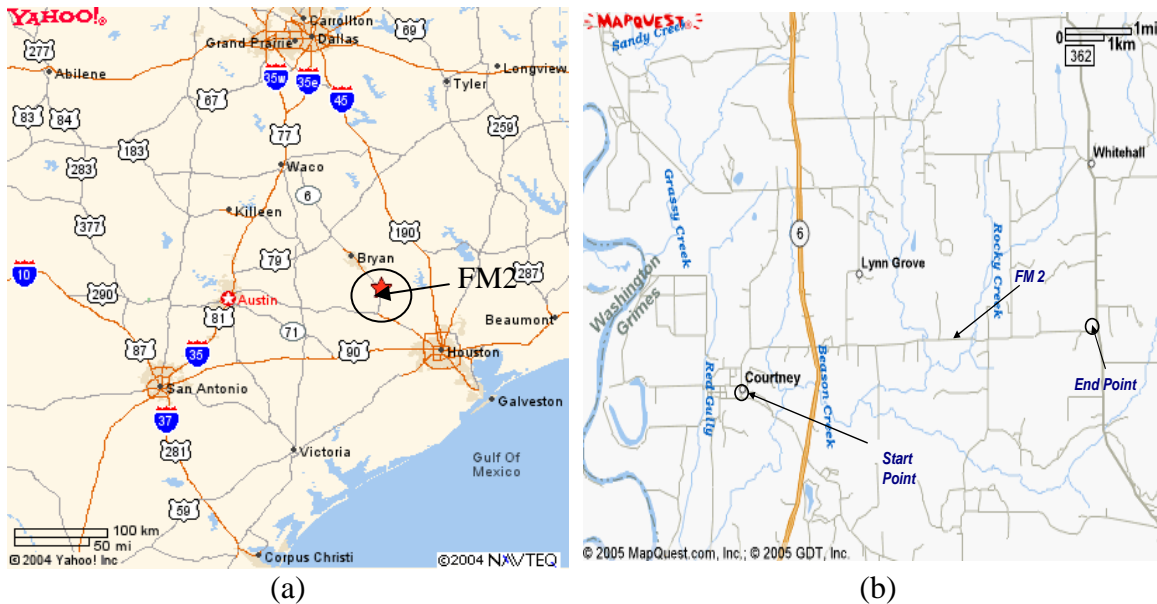 YAHOO!
Carrollton
Grand Prairie
Dallas
69
277
Abilene
35w
35e
45
Longview
Tyler
67
83
84
77
259
183
283
Waco
6
377
Killeen
190
79
Bryan
10
290
FM2
287
Austin
81
71
Beaumont
87
35
90
Houston
San Antonio
37
Galveston
281
Victoria
Gulf Of
Mexico
59
100 km
50 mi
Corpus Christi
©2004 Yahoo! Inc
©2004 NAVTEQ
(a)
MAPQUEST
Sandy Creek
0
1mi
1km
362
Whitehall
Grassy Creek
6
Rocky Creek
Lynn Grove
FM 2
Washington
Grimes
Red Gully
Courtney
Beason Creek
End Point
Start
Point
© 2005 MapQuest.com, Inc.; © 2005 GDT, Inc.
(b)